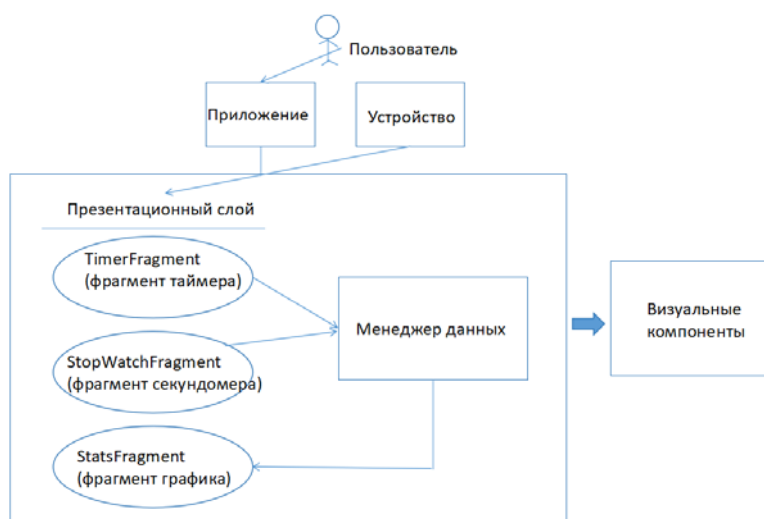 Пользователь
Приложение
Устройство
Презентационный слой
TimerFragment
(фрагмент таймера)
Менеджер данных
Визуальные
компоненты
StopWatchFragment
(фрагмент секундомера)
StatsFragment
(фрагмент графика)